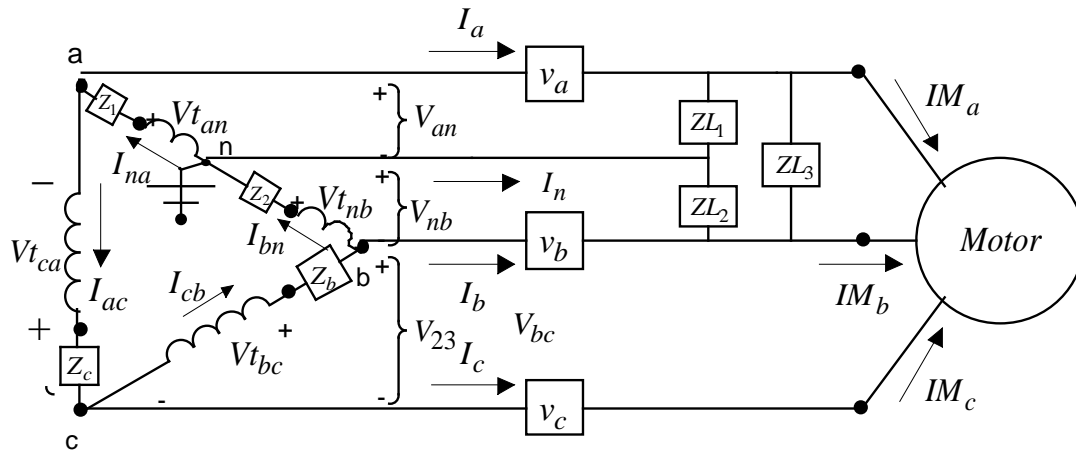 I_a
a
v_a
Z_1
Vt_an
+
+
V_an
-
ZL_1
IM_a
n
I_na
−
Z_2
+
Vt_nb
+
V_nb
-
I_n
ZL_2
ZL_3
Motor
Vt_ca
I_ac
I_cb
I_bn
Z_b
b
+
v_b
I_b
IM_b
+
Vt_bc
+
V_23
V_bc
Z_c
I_c
-
-
v_c
IM_c
c